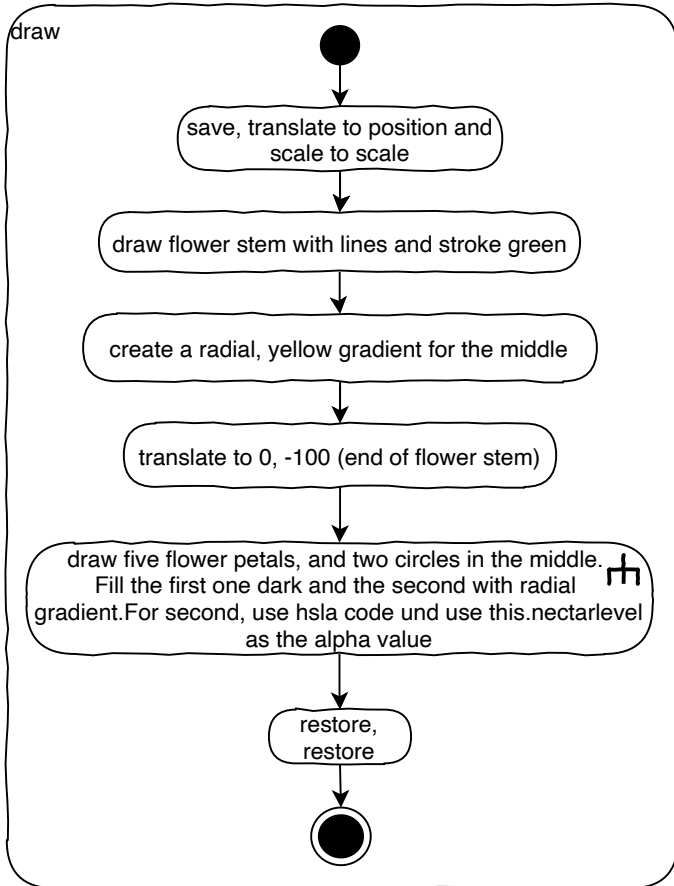 draw
save, translate to position and
scale to scale
draw flower stem with lines and stroke green
create a radial, yellow gradient for the middle
translate to 0, -100 (end of flower stem)
draw five flower petals, and two circles in the middle.
Fill the first one dark and the second with radial
gradient.For second, use hsla code und use this.nectarlevel
as the alpha value
restore,
restore